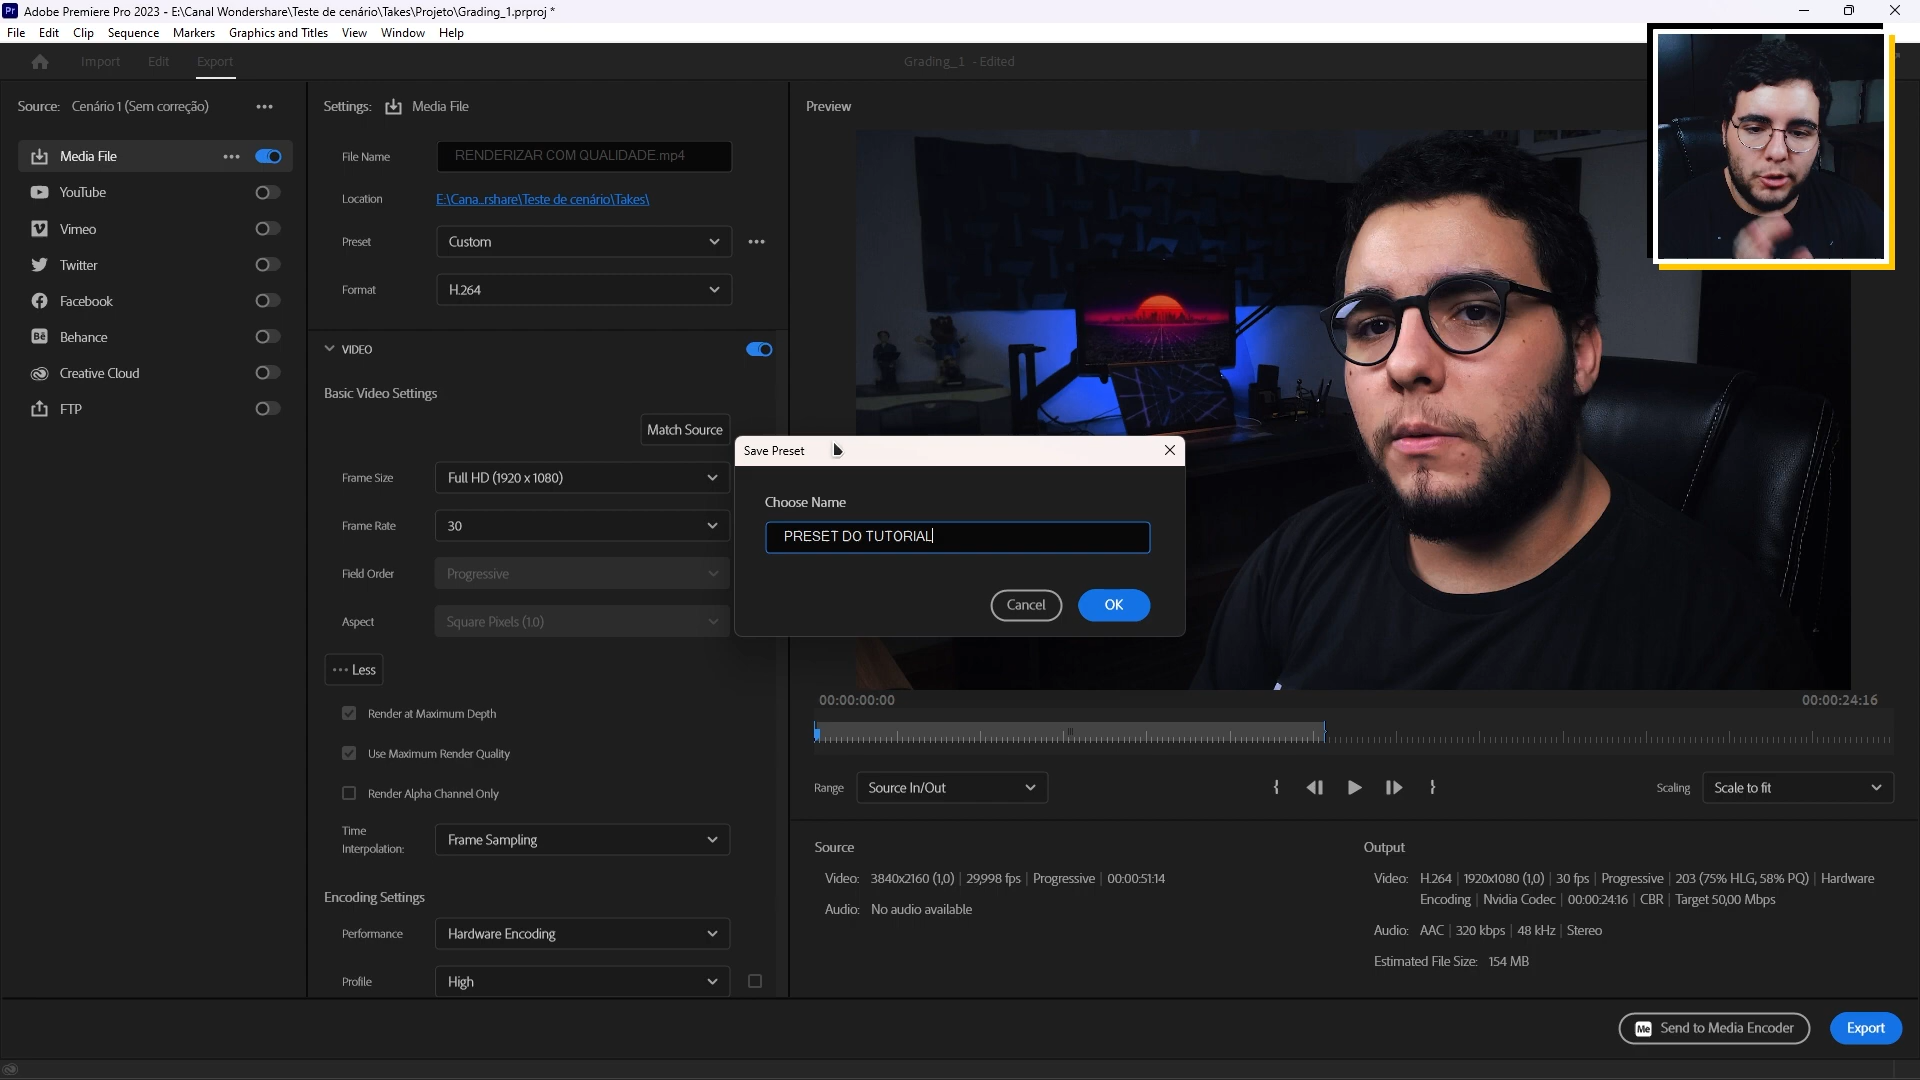 Pr Adobe Premiere Pro 2023 - E:\Canal Wondershare\Teste de cenário\Takes\Projeto\Grading_1.prproj *
File Edit Clip Sequence Markers Graphics and Titles View Window Help
Import Edit Export
Grading_1 - Edited
Source: Cenário 1 (Sem correção)
Settings: Media File
Preview
Media File
YouTube
Vimeo
Twitter
Facebook
Bē Behance
Creative Cloud
FTP
File Name RENDERIZAR COM QUALIDADE.mp4
Location E:\Cana...rshare\Teste de cenário\Takes\
Preset Custom
Format H.264
VIDEO
Basic Video Settings
Match Source
Frame Size Full HD (1920 x 1080)
Frame Rate 30
Field Order Progressive
Aspect Square Pixels (1.0)
Less
Render at Maximum Depth
Use Maximum Render Quality
Render Alpha Channel Only
Time
Interpolation: Frame Sampling
Encoding Settings
Performance Hardware Encoding
Profile High
Save Preset
Choose Name
PRESET DO TUTORIAL
Cancel OK
00:00:00:00 00:00:24:16
Range Source In/Out
Scaling Scale to fit
Source
Video: 3840x2160 (1,0) | 29,998 fps | Progressive | 00:00:51:14
Audio: No audio available
Output
Video: H.264 | 1920x1080 (1,0) | 30 fps | Progressive | 203 (75% HLG, 58% PQ) | Hardware
Encoding | Nvidia Codec | 00:00:24:16 | CBR | Target 50,00 Mbps
Audio: AAC | 320 kbps | 48 kHz | Stereo
Estimated File Size: 154 MB
Me Send to Media Encoder
Export